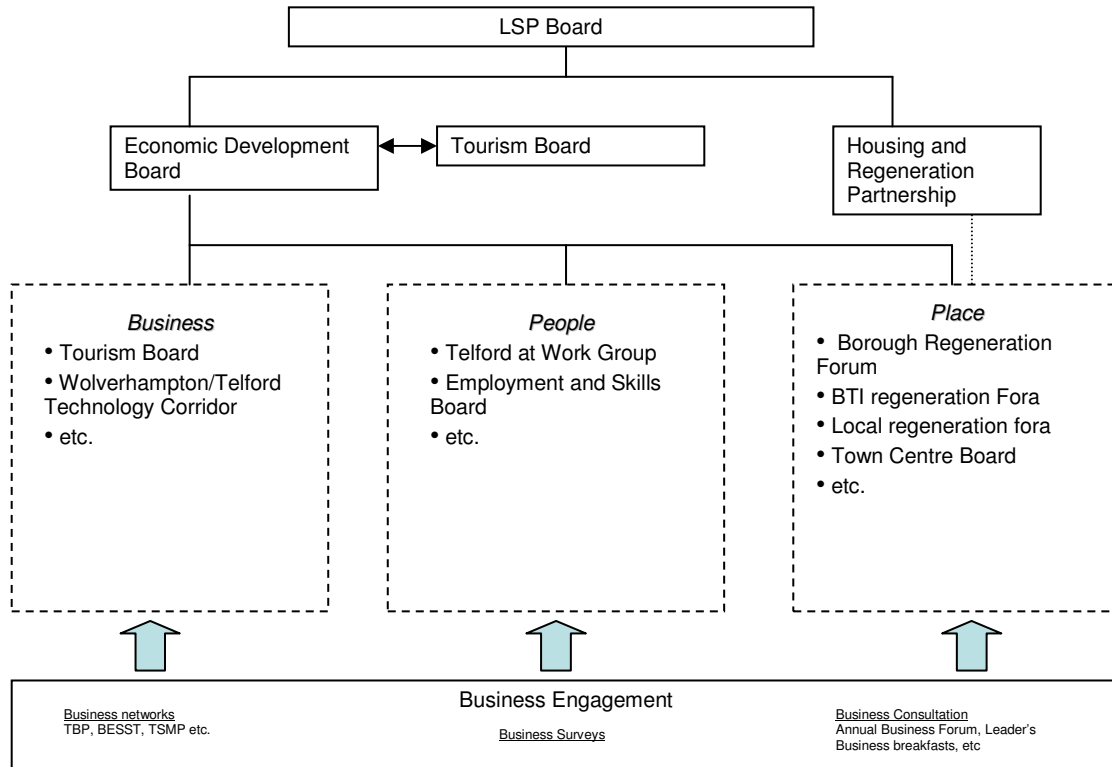 LSP Board
Economic Development
Board
Tourism Board
Housing and
Regeneration
Partnership
Business
• Tourism Board
• Wolverhampton/Telford
Technology Corridor
• etc.
People
• Telford at Work Group
• Employment and Skills
Board
• etc.
Place
• Borough Regeneration
Forum
• BTI regeneration Fora
• Local regeneration fora
• Town Centre Board
• etc.
Business Engagement
Business networks
TBP, BESST, TSMP etc.
Business Surveys
Business Consultation
Annual Business Forum, Leader's
Business breakfasts, etc